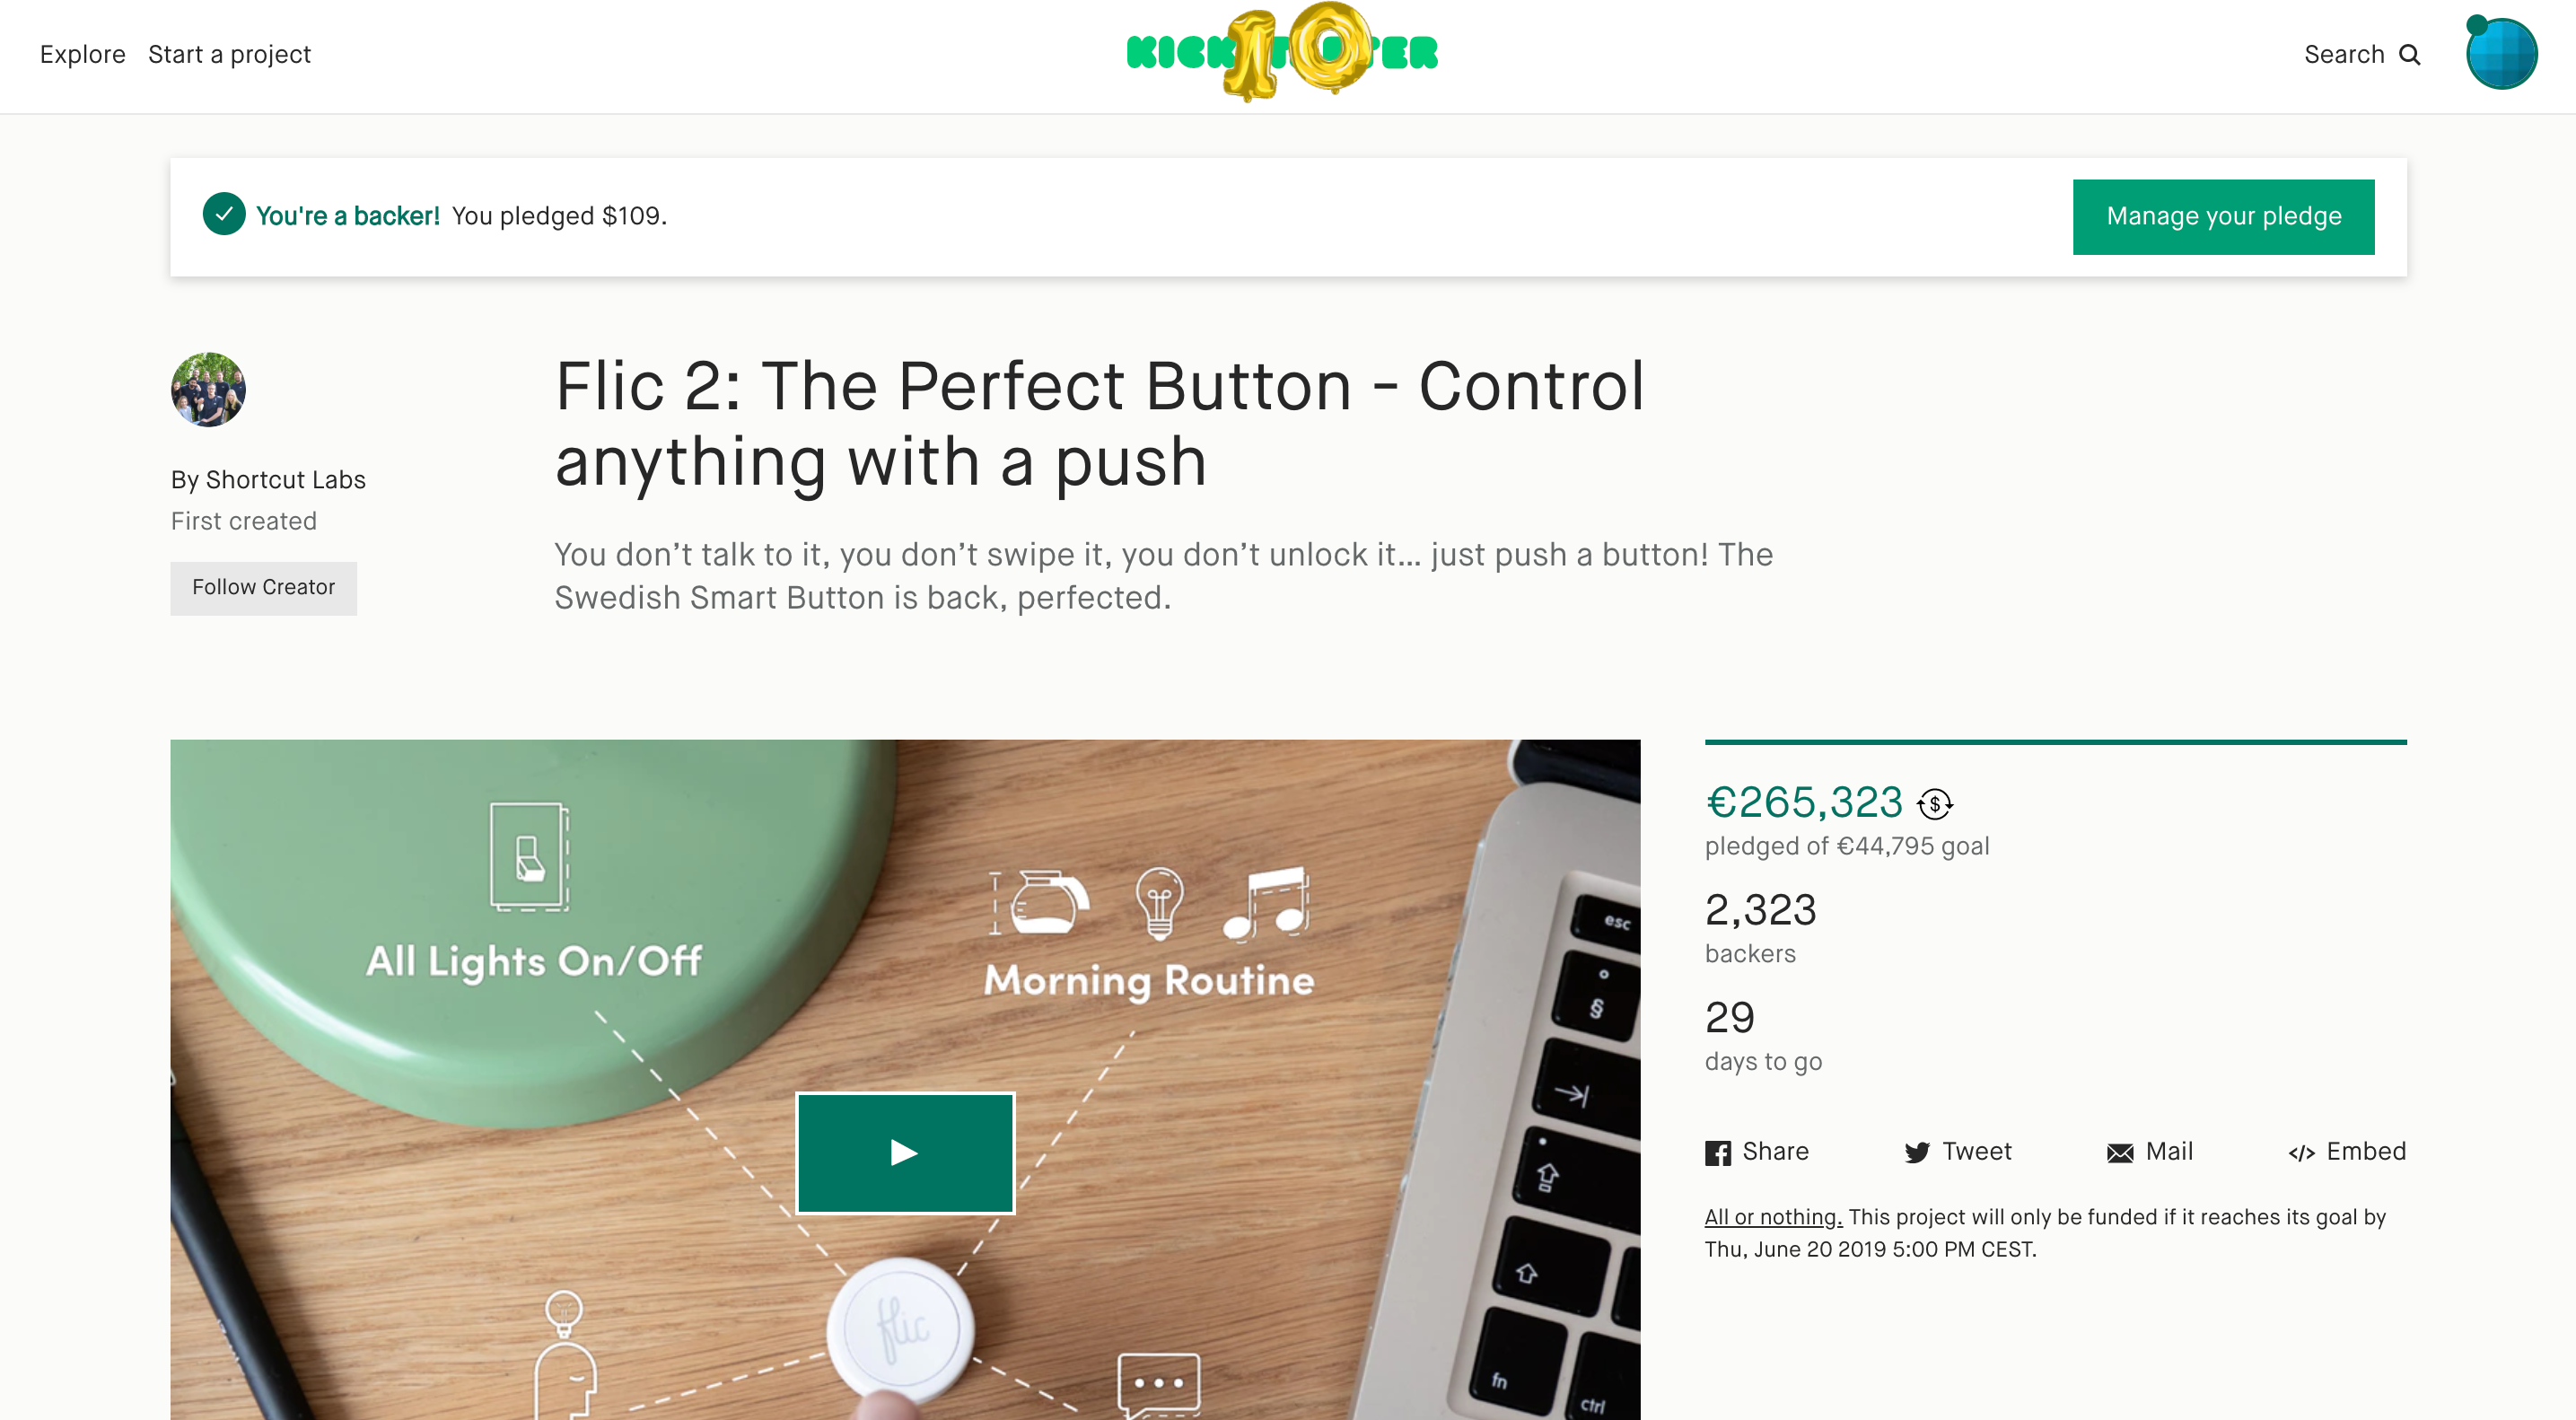 Explore Start a project
Search
You're a backer! You pledged $109.
Manage your pledge
By Shortcut Labs
First created
Follow Creator
Flic 2: The Perfect Button - Control
anything with a push
You don’t talk to it, you don’t swipe it, you don’t unlock it... just push a button! The
Swedish Smart Button is back, perfected.
All Lights On/Off
Morning Routine
flic
esc
°
§
fn
ctrl
€265,323
pledged of €44,795 goal
2,323
backers
29
days to go
Share
Tweet
Mail
Embed
All or nothing. This project will only be funded if it reaches its goal by
Thu, June 20 2019 5:00 PM CEST.